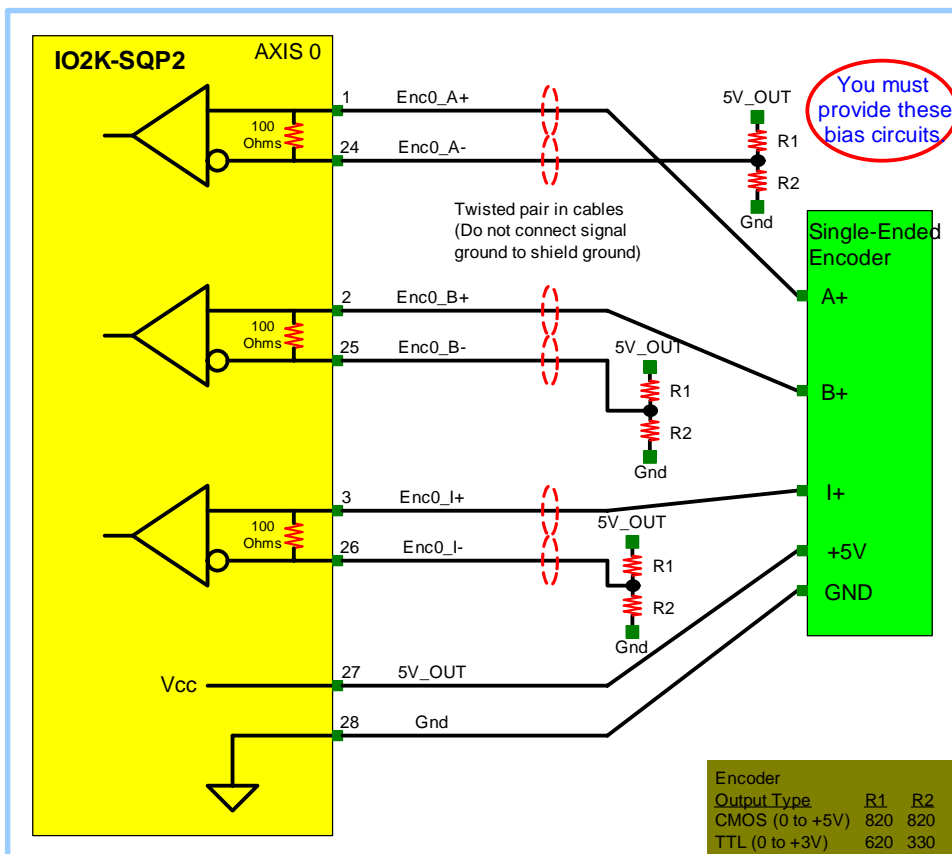 IO2K-SQP2
AXIS 0
1
Enc0_A+
100
Ohms
24
Enc0_A-
5V_OUT
R1
R2
Gnd
You must
provide these
bias circuits
Twisted pair in cables
(Do not connect signal
ground to shield ground)
Single-Ended
Encoder
A+
2
Enc0_B+
100
Ohms
25
Enc0_B-
5V_OUT
R1
R2
Gnd
B+
3
Enc0_I+
100
Ohms
26
Enc0_I-
5V_OUT
R1
R2
Gnd
I+
+5V
GND
Vcc
27
5V_OUT
28
Gnd
Encoder
Output Type R1 R2
CMOS (0 to +5V) 820 820
TTL (0 to +3V) 620 330